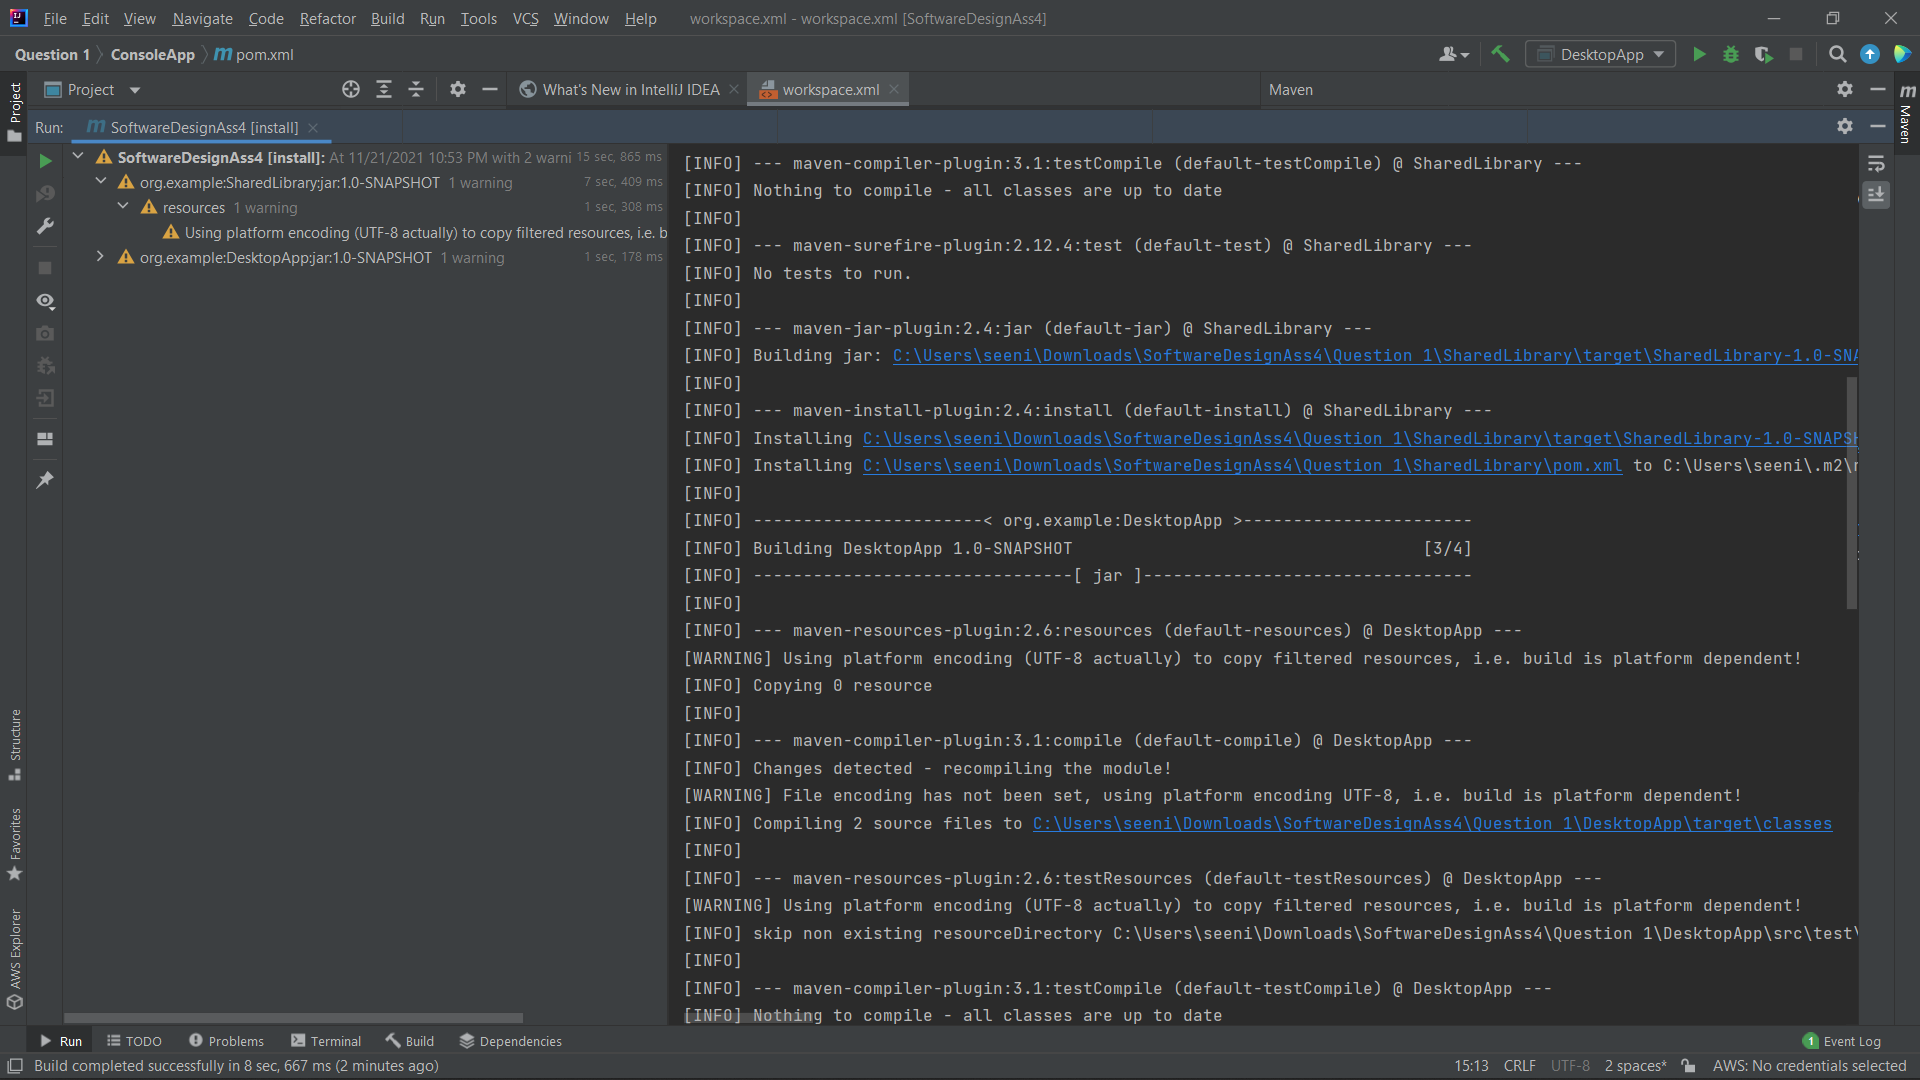 File Edit View Navigate Code Refactor Build Run Tools VCS Window Help workspace.xml - workspace.xml [SoftwareDesignAss4]
Question 1 ConsoleApp m pom.xml DesktopApp
Project What's New in IntelliJ IDEA workspace.xml Maven
Run: m SoftwareDesignAss4 [install]
Project
m Maven
Structure
Favorites
AWS Explorer
SoftwareDesignAss4 [install]: At 11/21/2021 10:53 PM with 2 warni 15 sec, 865 ms
org.example:SharedLibrary:jar:1.0-SNAPSHOT 1 warning 7 sec, 409 ms
resources 1 warning 1 sec, 308 ms
Using platform encoding (UTF-8 actually) to copy filtered resources, i.e. b
org.example:DesktopApp:jar:1.0-SNAPSHOT 1 warning 1 sec, 178 ms
[INFO] --- maven-compiler-plugin:3.1:testCompile (default-testCompile) @ SharedLibrary ---
[INFO] Nothing to compile - all classes are up to date
[INFO]
[INFO] --- maven-surefire-plugin:2.12.4:test (default-test) @ SharedLibrary ---
[INFO] No tests to run.
[INFO]
[INFO] --- maven-jar-plugin:2.4:jar (default-jar) @ SharedLibrary ---
[INFO] Building jar: C:\Users\seeni\Downloads\SoftwareDesignAss4\Question 1\SharedLibrary\target\SharedLibrary-1.0-SNA
[INFO]
[INFO] --- maven-install-plugin:2.4:install (default-install) @ SharedLibrary ---
[INFO] Installing C:\Users\seeni\Downloads\SoftwareDesignAss4\Question 1\SharedLibrary\target\SharedLibrary-1.0-SNAPSH
[INFO] Installing C:\Users\seeni\Downloads\SoftwareDesignAss4\Question 1\SharedLibrary\pom.xml to C:\Users\seeni\.m2\
[INFO]
[INFO] -----------------------< org.example:DesktopApp >-----------------------
[INFO] Building DesktopApp 1.0-SNAPSHOT [3/4]
[INFO] --------------------------------[ jar ]---------------------------------
[INFO]
[INFO] --- maven-resources-plugin:2.6:resources (default-resources) @ DesktopApp ---
[WARNING] Using platform encoding (UTF-8 actually) to copy filtered resources, i.e. build is platform dependent!
[INFO] Copying 0 resource
[INFO]
[INFO] --- maven-compiler-plugin:3.1:compile (default-compile) @ DesktopApp ---
[INFO] Changes detected - recompiling the module!
[WARNING] File encoding has not been set, using platform encoding UTF-8, i.e. build is platform dependent!
[INFO] Compiling 2 source files to C:\Users\seeni\Downloads\SoftwareDesignAss4\Question 1\DesktopApp\target\classes
[INFO]
[INFO] --- maven-resources-plugin:2.6:testResources (default-testResources) @ DesktopApp ---
[WARNING] Using platform encoding (UTF-8 actually) to copy filtered resources, i.e. build is platform dependent!
[INFO] skip non existing resourceDirectory C:\Users\seeni\Downloads\SoftwareDesignAss4\Question 1\DesktopApp\src\test\
[INFO]
[INFO] --- maven-compiler-plugin:3.1:testCompile (default-testCompile) @ DesktopApp ---
[INFO] Nothing to compile - all classes are up to date
Run TODO Problems Terminal Build Dependencies 1 Event Log
Build completed successfully in 8 sec, 667 ms (2 minutes ago) 15:13 CRLF UTF-8 2 spaces* AWS: No credentials selected